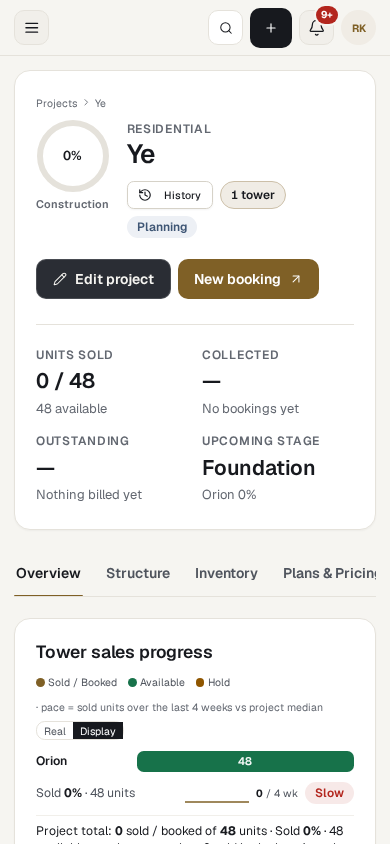 9+
RK
Projects > Ye
0%
Construction
RESIDENTIAL
Ye
History
1 tower
Planning
Edit project
New booking
UNITS SOLD
0 / 48
48 available
COLLECTED
—
No bookings yet
OUTSTANDING
—
Nothing billed yet
UPCOMING STAGE
Foundation
Orion 0%
Overview Structure Inventory Plans & Pricing
Tower sales progress
Sold / Booked Available Hold
· pace = sold units over the last 4 weeks vs project median
Real Display
Orion 48
Sold 0% · 48 units 0 / 4 wk Slow
Project total: 0 sold / booked of 48 units · Sold 0% · 48